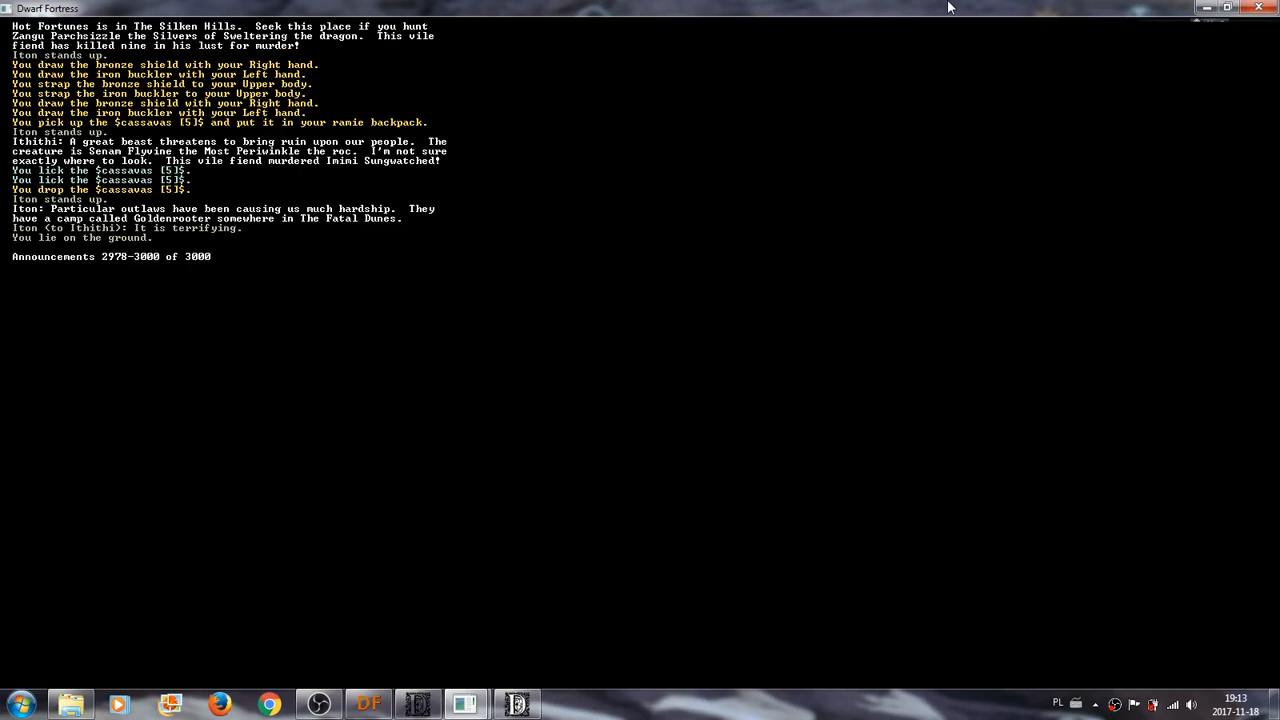 Dwarf Fortress
Hot Fortunes is in The Silken Hills.  Seek this place if you hunt
Zangu Parchsizzle the Silvers of Sweltering the dragon.  This vile
fiend has killed nine in his lust for murder!
Iton stands up.
You draw the bronze shield with your Right hand.
You draw the iron buckler with your Left hand.
You strap the bronze shield to your Upper body.
You strap the iron buckler to your Upper body.
You draw the bronze shield with your Right hand.
You draw the iron buckler with your Left hand.
You pick up the $cassavas [5]$ and put it in your ramie backpack.
Iton stands up.
Ithithi: A great beast threatens to bring ruin upon our people.  The
creature is Senam Flyvine the Most Periwinkle the roc.  I'm not sure
exactly where to look.  This vile fiend murdered Imimi Sungwatched!
You lick the $cassavas [5]$.
You lick the $cassavas [5]$.
You drop the $cassavas [5]$.
Iton stands up.
Iton: Particular outlaws have been causing us much hardship.  They
have a camp called Goldenrooter somewhere in The Fatal Dunes.
Iton (to Ithithi): It is terrifying.
You lie on the ground.
Announcements 2978-3000 of 3000
DF
PL
19:13
2017-11-18